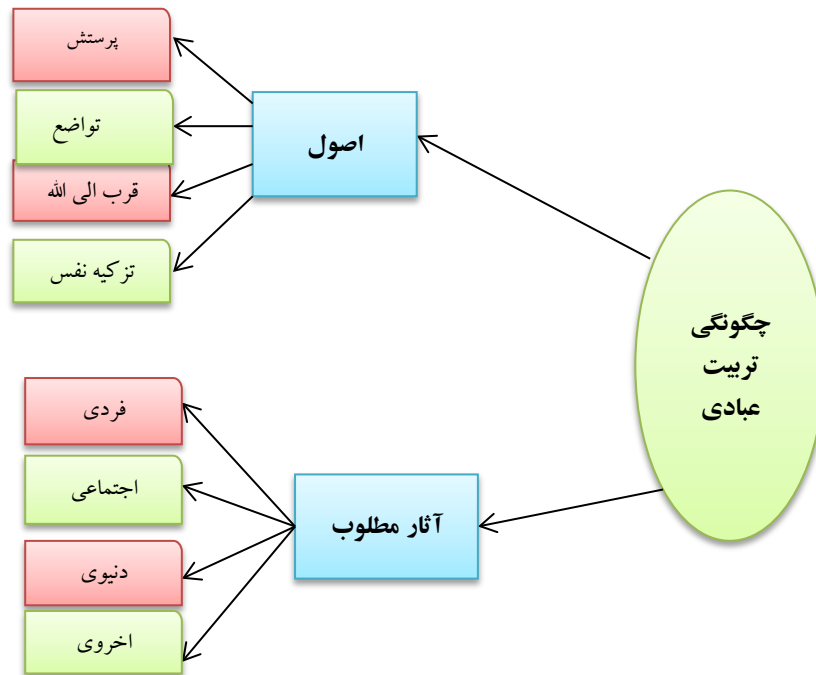 چگونگی
تربیت
عبادی
اصول
پرستش
تواضع
قرب الی الله
تزکیه نفس
آثار مطلوب
فردی
اجتماعی
دنیوی
اخروی